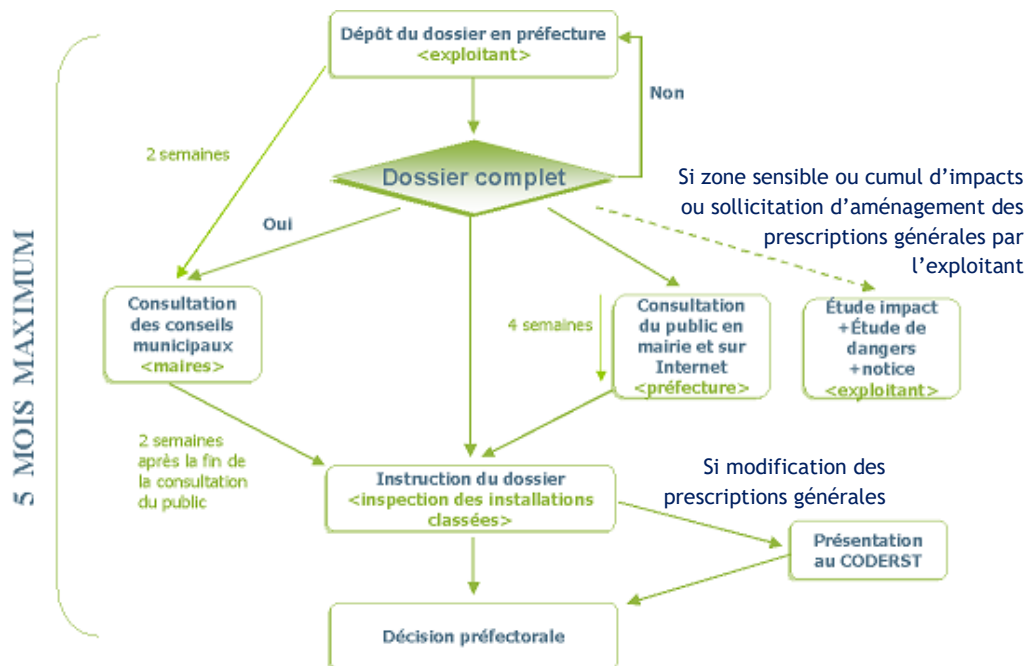 Dépôt du dossier en préfecture
<exploitant>
Non
2 semaines
Dossier complet
Si zone sensible ou cumul d’impacts
ou sollicitation d’aménagement des
prescriptions générales par
l’exploitant
Oui
5 MOIS MAXIMUM
Consultation
des conseils
municipaux
<maires>
4 semaines
Consultation
du public en
mairie et sur
Internet
<préfecture>
Étude impact
+Étude de
dangers
+notice
<exploitant>
2 semaines
après la fin de
la consultation
du public
Instruction du dossier
<inspection des installations
classées>
Si modification des
prescriptions générales
Présentation
au CODERST
Décision préfectorale